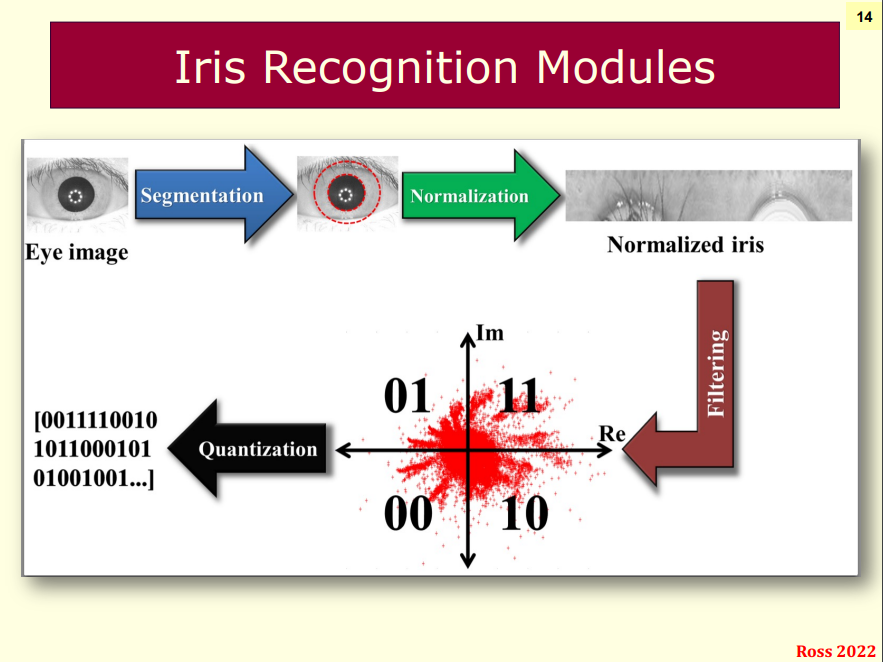 14
Iris Recognition Modules
Segmentation
Normalization
Eye image
Normalized iris
Filtering
Im
01
11
Re
[0011110010
1011000101
01001001...]
Quantization
00
10
Ross 2022